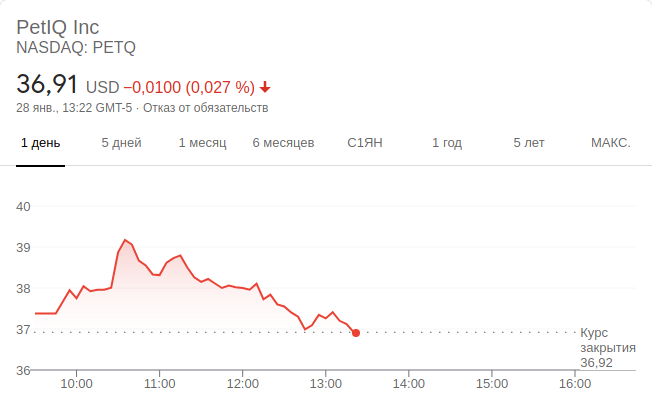 PetIQ Inc
NASDAQ: PETQ
36,91 USD −0,0100 (0,027 %)
28 янв., 13:22 GMT-5 · Отказ от обязательств
1 день 5 дней 1 месяц 6 месяцев С1ЯН 1 год 5 лет МАКС.
40
39
38
37
36
Курс
закрытия
36,92
10:00 11:00 12:00 13:00 14:00 15:00 16:00